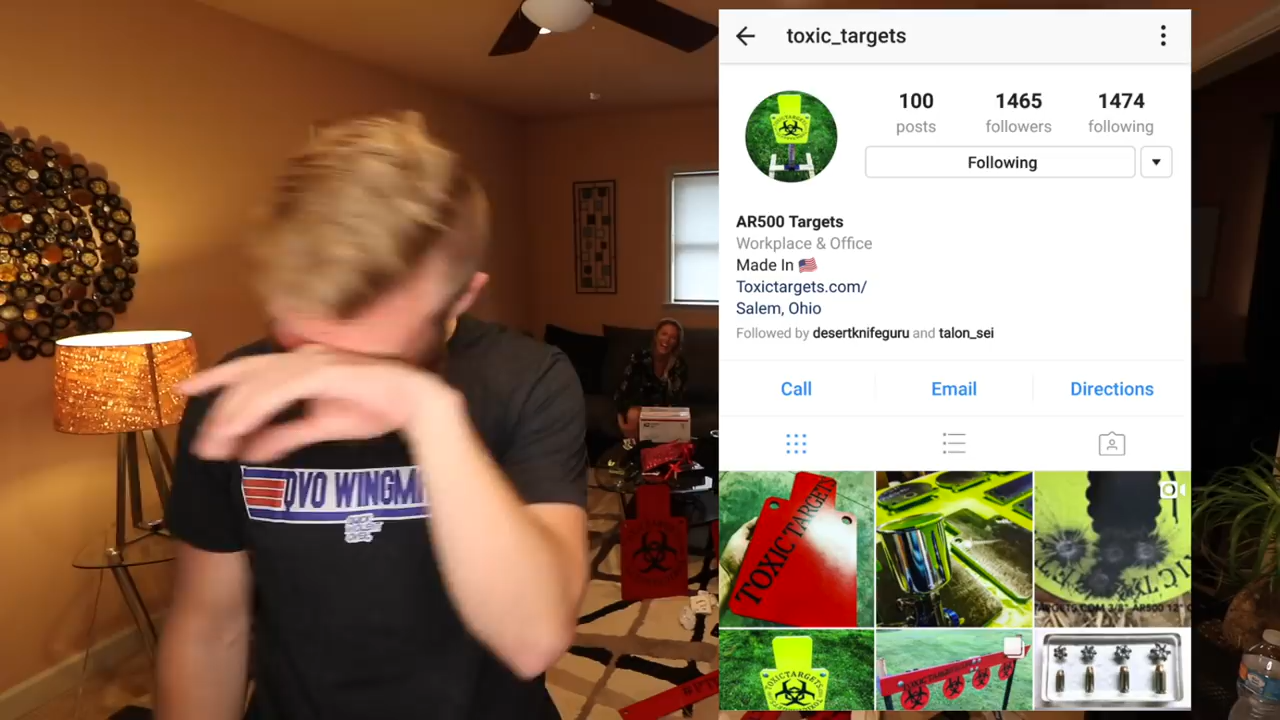 toxic_targets
100
1465
1474
posts
followers
following
Following
AR500 Targets
Workplace & Office
Made In 🇺🇸
Toxictargets.com/
Salem, Ohio
Followed by desertknifeguru and talon_sei
Call
Email
Directions
TOXIC TARGETS
TOXICTARGETS